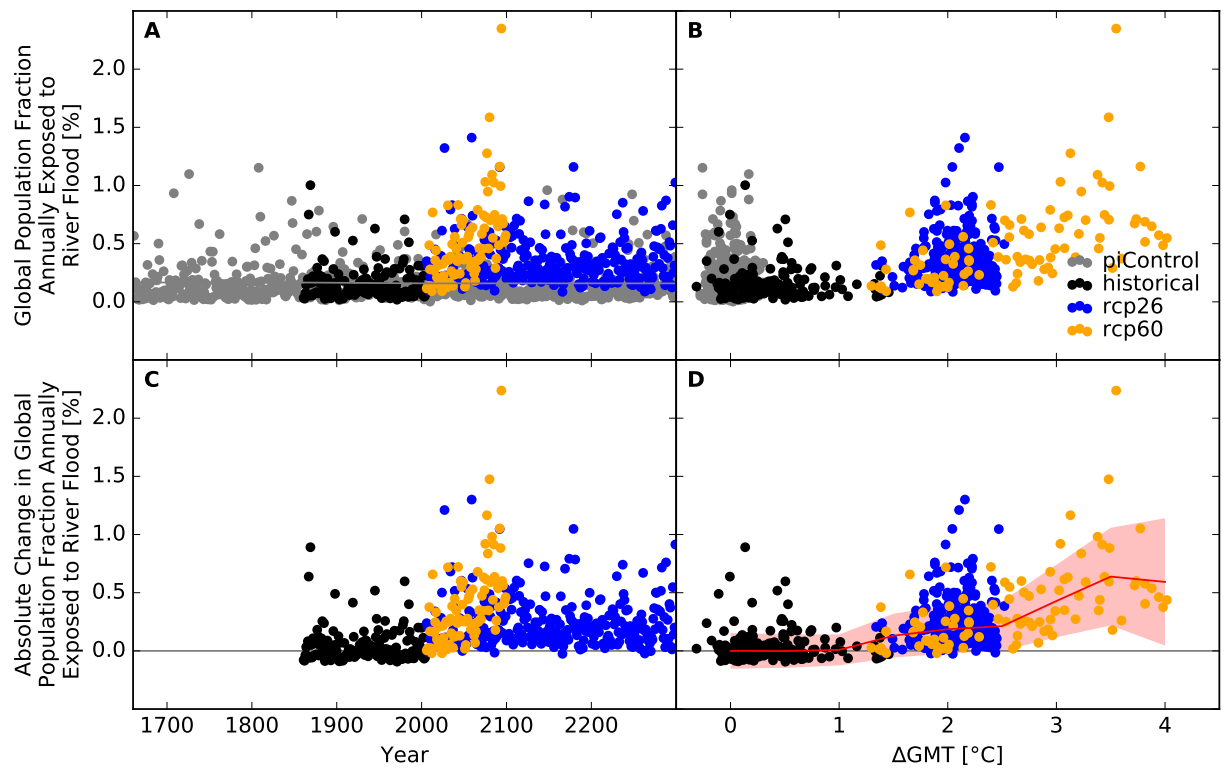 A
B
Global Population Fraction
Annually Exposed to
River Flood [%]
2.0
1.5
1.0
0.5
0.0
piControl
historical
rcp26
rcp60
C
D
Absolute Change in Global
Population Fraction Annually
Exposed to River Flood [%]
2.0
1.5
1.0
0.5
0.0
1700 1800 1900 2000 2100 2200
0 1 2 3 4
Year
ΔGMT [°C]